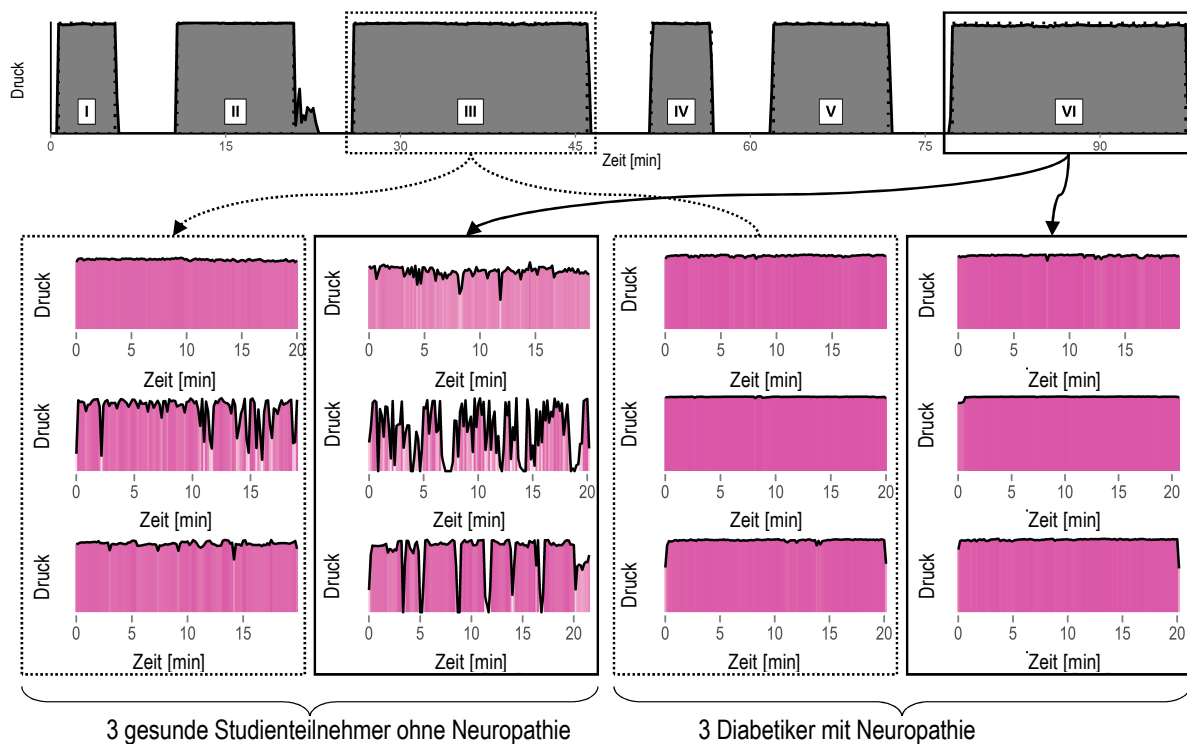 Druck
I II III IV V VI
0 15 30 45 60 75 90
Zeit [min]
Druck Druck Druck Druck
0 5 10 15 20 0 5 10 15 0 5 10 15 20 0 5 10 15
Zeit [min] Zeit [min] Zeit [min] Zeit [min]
Druck Druck Druck Druck
0 5 10 15 0 5 10 15 20 0 5 10 15 20 0 5 10 15 20
Zeit [min] Zeit [min] Zeit [min] Zeit [min]
Druck Druck Druck Druck
0 5 10 15 0 5 10 15 20 0 5 10 15 20 0 5 10 15 20
Zeit [min] Zeit [min] Zeit [min] Zeit [min]
3 gesunde Studienteilnehmer ohne Neuropathie 3 Diabetiker mit Neuropathie